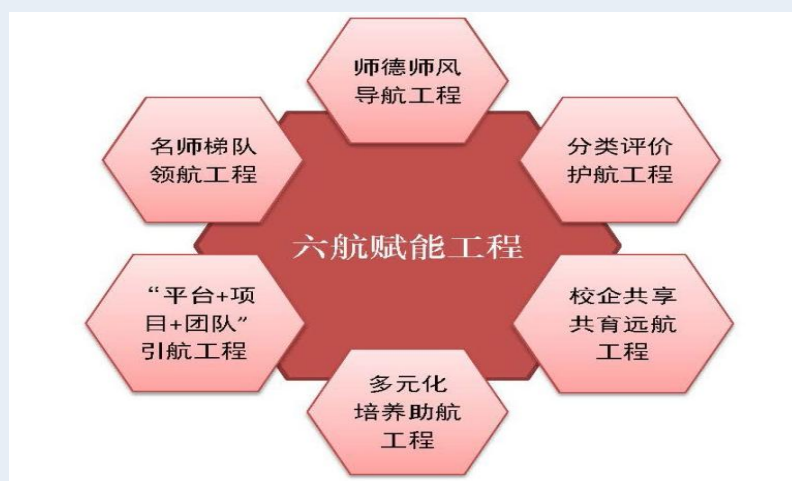 师德师风
导航工程
名师梯队
领航工程
分类评价
护航工程
六航赋能工程
“平台+项
目+团队”
引航工程
校企共享
共育远航
工程
多元化
培养助航
工程